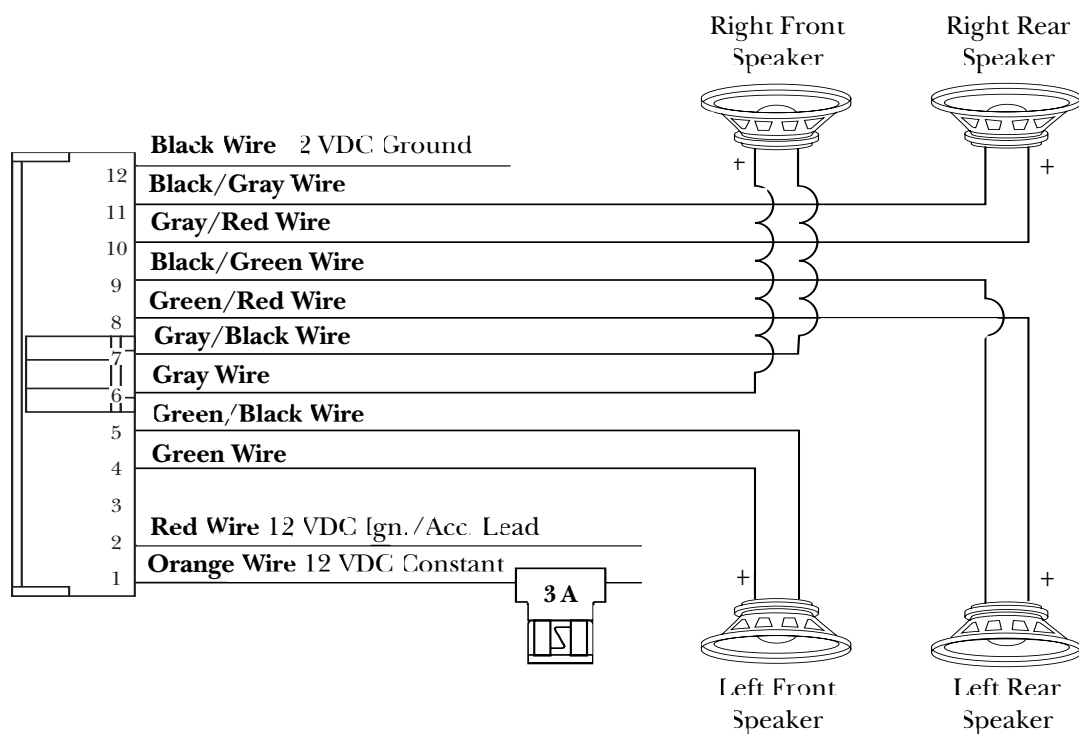 Right Front
Speaker
Right Rear
Speaker
+
+
Black Wire 2 VDC Ground
12
Black/Gray Wire
11
Gray/Red Wire
10
Black/Green Wire
9
Green/Red Wire
8
Gray/Black Wire
7
Gray Wire
6
Green/Black Wire
5
Green Wire
4
3
Red Wire 12 VDC Ign./Acc. Lead
2
Orange Wire 12 VDC Constant
1
3 A
+
+
Left Front
Speaker
Left Rear
Speaker